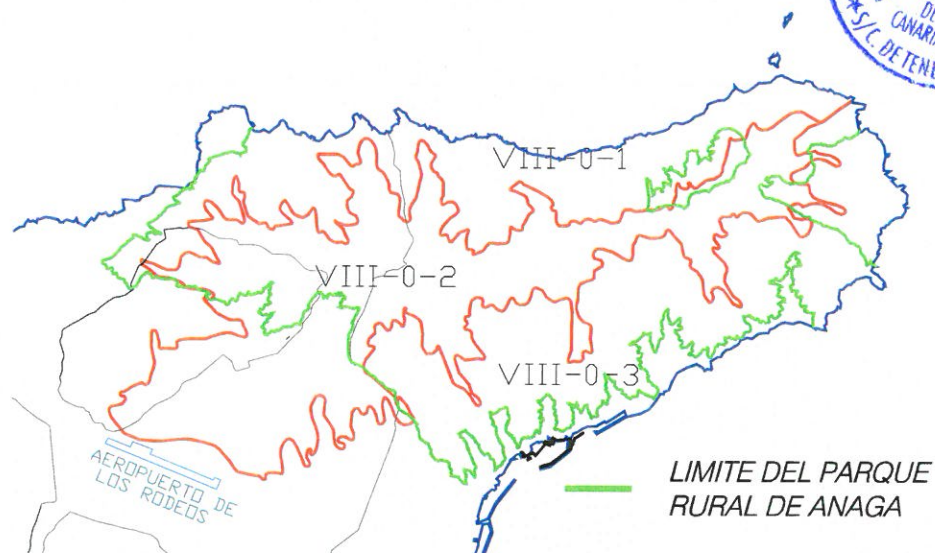 CANARIA
S/C. DE TENE
VIII-0-1
VIII-0-2
VIII-0-3
AEROPUERTO DE
LOS RODEOS
LIMITE DEL PARQUE
RURAL DE ANAGA